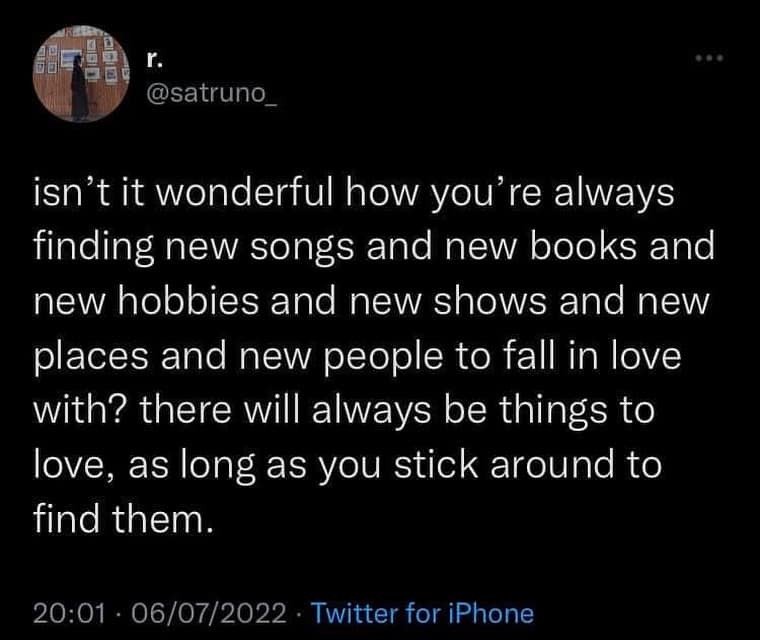 r.
@satruno_
isn’t it wonderful how you’re always
finding new songs and new books and
new hobbies and new shows and new
places and new people to fall in love
with? there will always be things to
love, as long as you stick around to
find them.
20:01 · 06/07/2022 · Twitter for iPhone